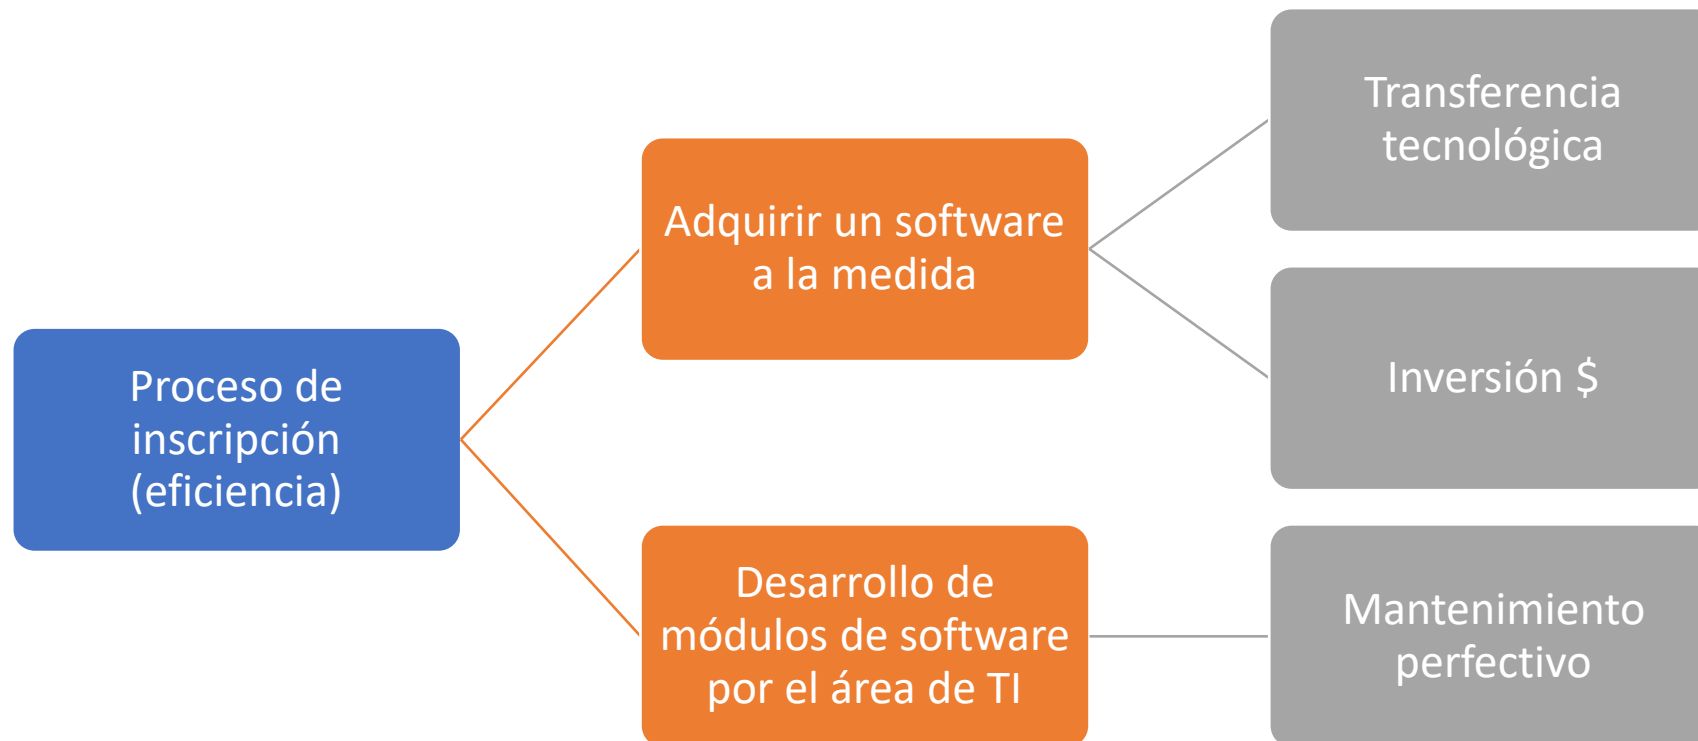 Proceso de
inscripción
(eficiencia)
Adquirir un software
a la medida
Desarrollo de
módulos de software
por el área de TI
Transferencia
tecnológica
Inversión $
Mantenimiento
perfectivo